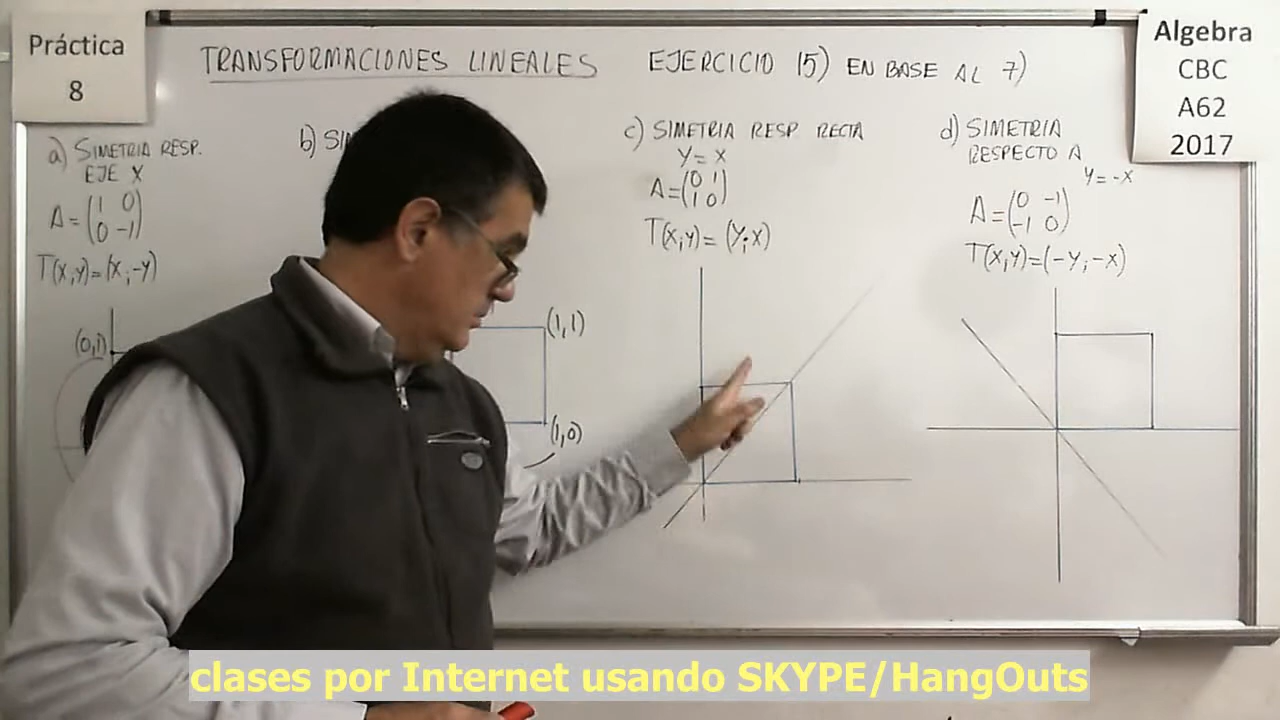 Práctica
8
Algebra
CBC
A62
2017
TRANSFORMACIONES LINEALES EJERCICIO 15) EN BASE AL 7)
a) SIMETRIA RESP.
EJE X
A=(1 0
0 -1)
T(X,Y)=(X;-Y)
(0,1)
b) SI
(1,1)
(1,0)
c) SIMETRIA RESP RECTA
Y=X
A=(0 1
1 0)
T(X,Y)=(Y;X)
d) SIMETRIA
RESPECTO A
Y=-X
A=(0 -1
-1 0)
T(X,Y)=(-Y;-X)
clases por Internet usando SKYPE/HangOuts